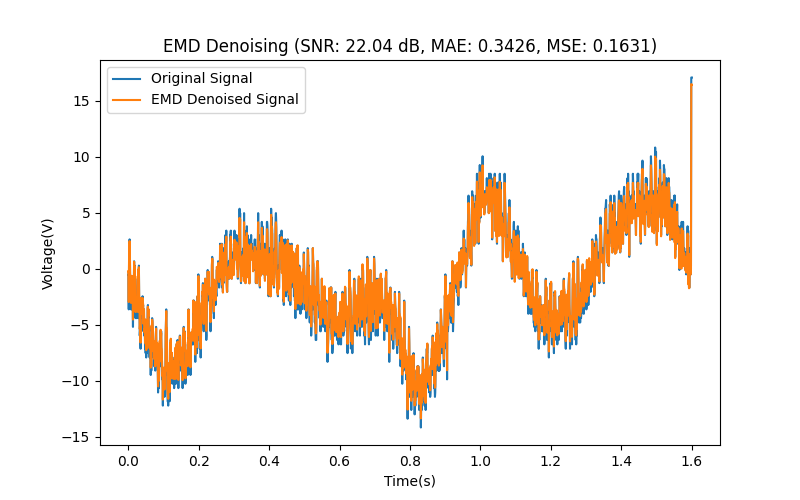 EMD Denoising (SNR: 22.04 dB, MAE: 0.3426, MSE: 0.1631)
Original Signal
EMD Denoised Signal
15
10
5
0
−5
−10
−15
Voltage(V)
0.0 0.2 0.4 0.6 0.8 1.0 1.2 1.4 1.6
Time(s)